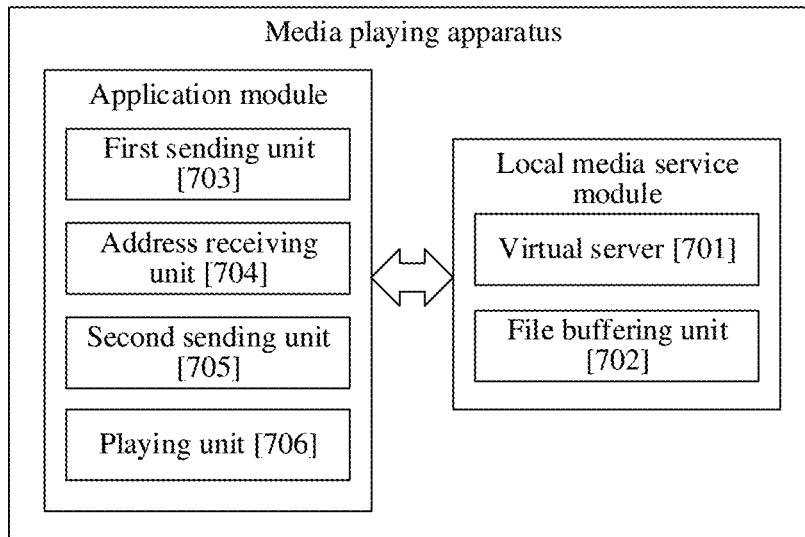 Media playing apparatus
Application module
First sending unit
[703]
Address receiving
unit [704]
Second sending unit
[705]
Playing unit [706]
Local media service
module
Virtual server [701]
File buffering unit
[702]